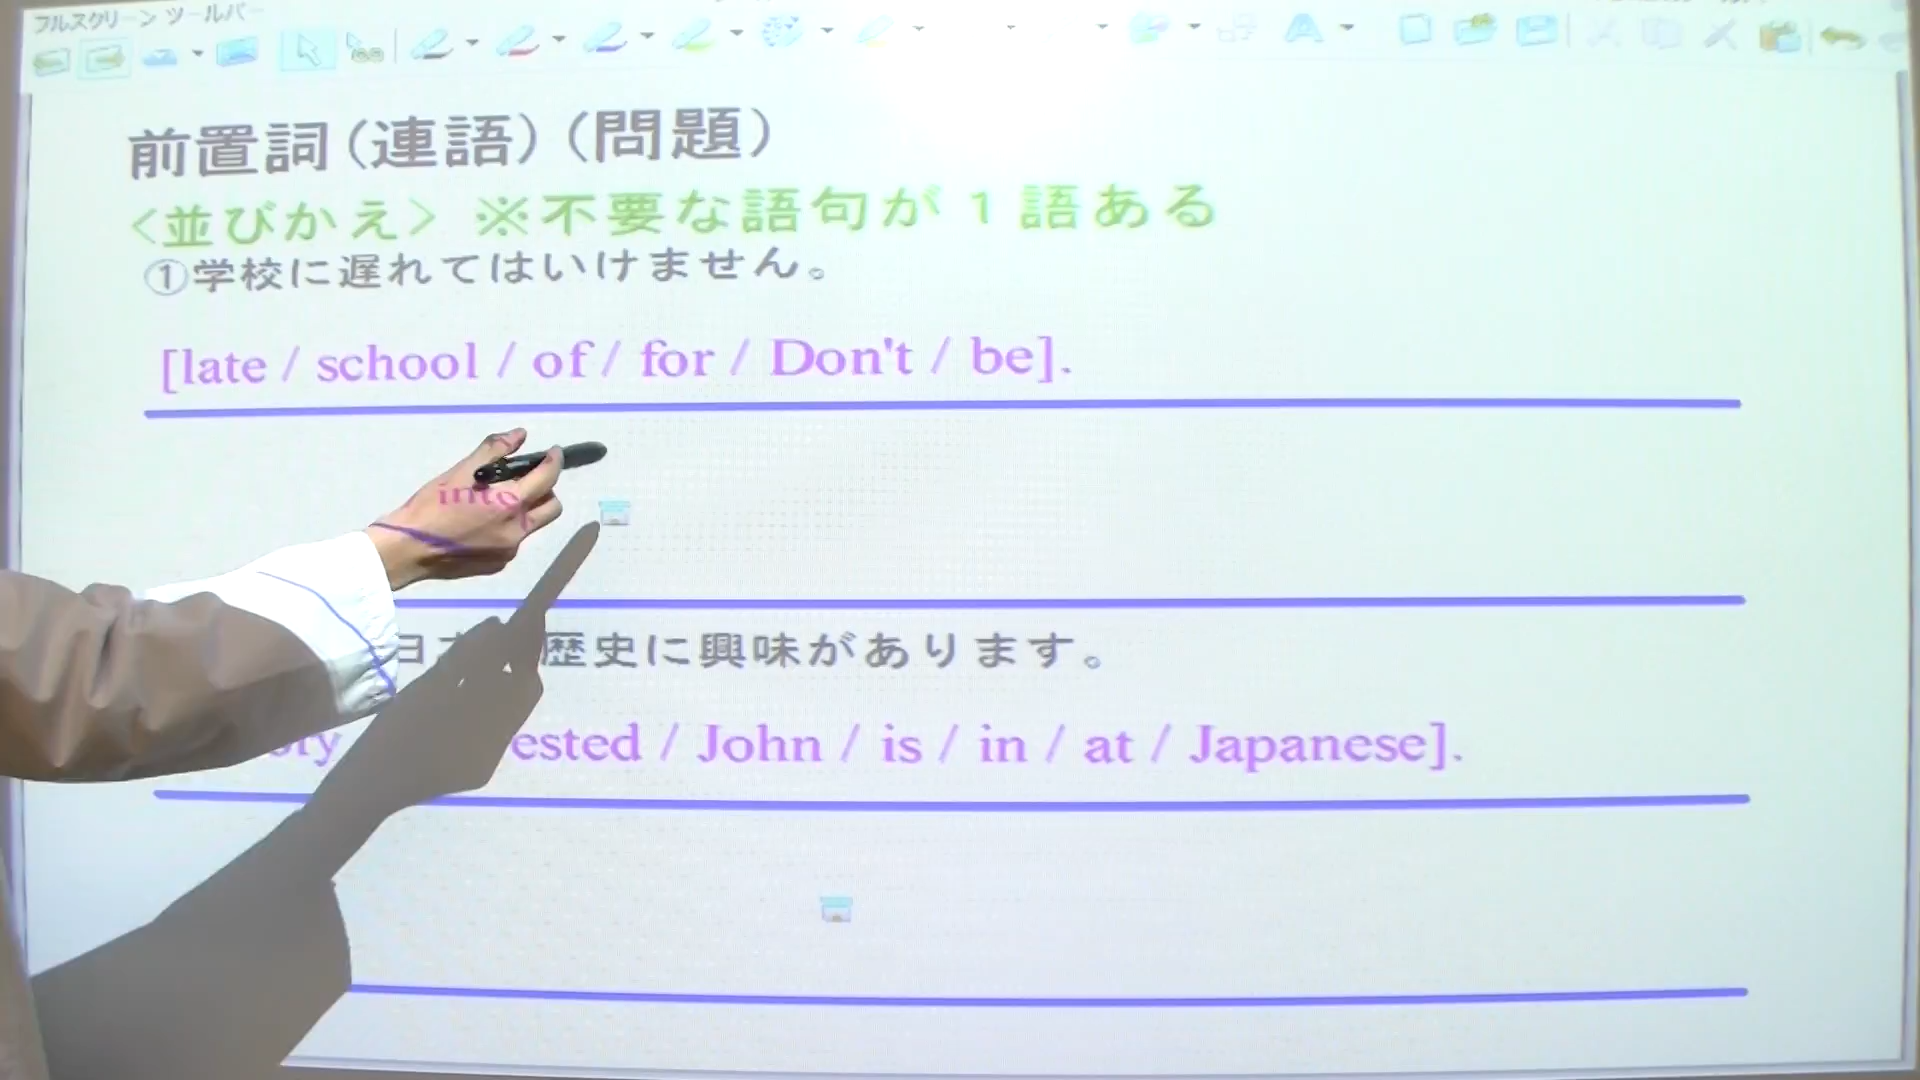 フルスクリーン ツールバー
前置詞(連語)(問題)
<並びかえ> ※不要な語句が1語ある
①学校に遅れてはいけません。
[late / school / of / for / Don't / be].
歴史に興味があります。
/ John / is / in / at / Japanese].